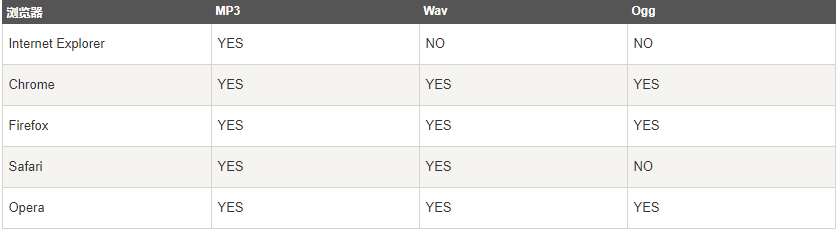 浏览器 MP3 Wav Ogg
Internet Explorer YES NO NO
Chrome YES YES YES
Firefox YES YES YES
Safari YES YES NO
Opera YES YES YES